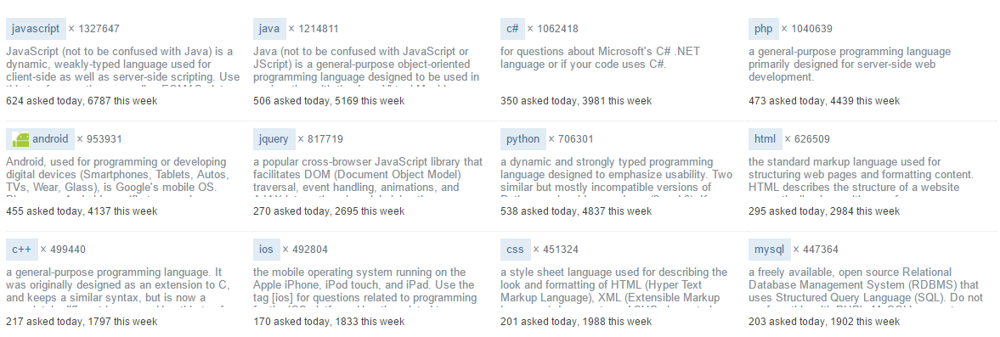 javascript × 1327647
JavaScript (not to be confused with Java) is a
dynamic, weakly-typed language used for
client-side as well as server-side scripting. Use
624 asked today, 6787 this week
java × 1214811
Java (not to be confused with JavaScript or
JScript) is a general-purpose object-oriented
programming language designed to be used in
506 asked today, 5169 this week
c# × 1062418
for questions about Microsoft's C# .NET
language or if your code uses C#.
350 asked today, 3981 this week
php × 1040639
a general-purpose programming language
primarily designed for server-side web
development.
473 asked today, 4439 this week
android × 953931
Android, used for programming or developing
digital devices (Smartphones, Tablets, Autos,
TVs, Wear, Glass), is Google's mobile OS.
455 asked today, 4137 this week
jquery × 817719
a popular cross-browser JavaScript library that
facilitates DOM (Document Object Model)
traversal, event handling, animations, and
270 asked today, 2695 this week
python × 706301
a dynamic and strongly typed programming
language designed to emphasize usability. Two
similar but mostly incompatible versions of
538 asked today, 4837 this week
html × 626509
the standard markup language used for
structuring web pages and formatting content.
HTML describes the structure of a website
295 asked today, 2984 this week
c++ × 499440
a general-purpose programming language. It
was originally designed as an extension to C,
and keeps a similar syntax, but is now a
217 asked today, 1797 this week
ios × 492804
the mobile operating system running on the
Apple iPhone, iPod touch, and iPad. Use the
tag [ios] for questions related to programming
170 asked today, 1833 this week
css × 451324
a style sheet language used for describing the
look and formatting of HTML (Hyper Text
Markup Language), XML (Extensible Markup
201 asked today, 1988 this week
mysql × 447364
a freely available, open source Relational
Database Management System (RDBMS) that
uses Structured Query Language (SQL). Do not
203 asked today, 1902 this week